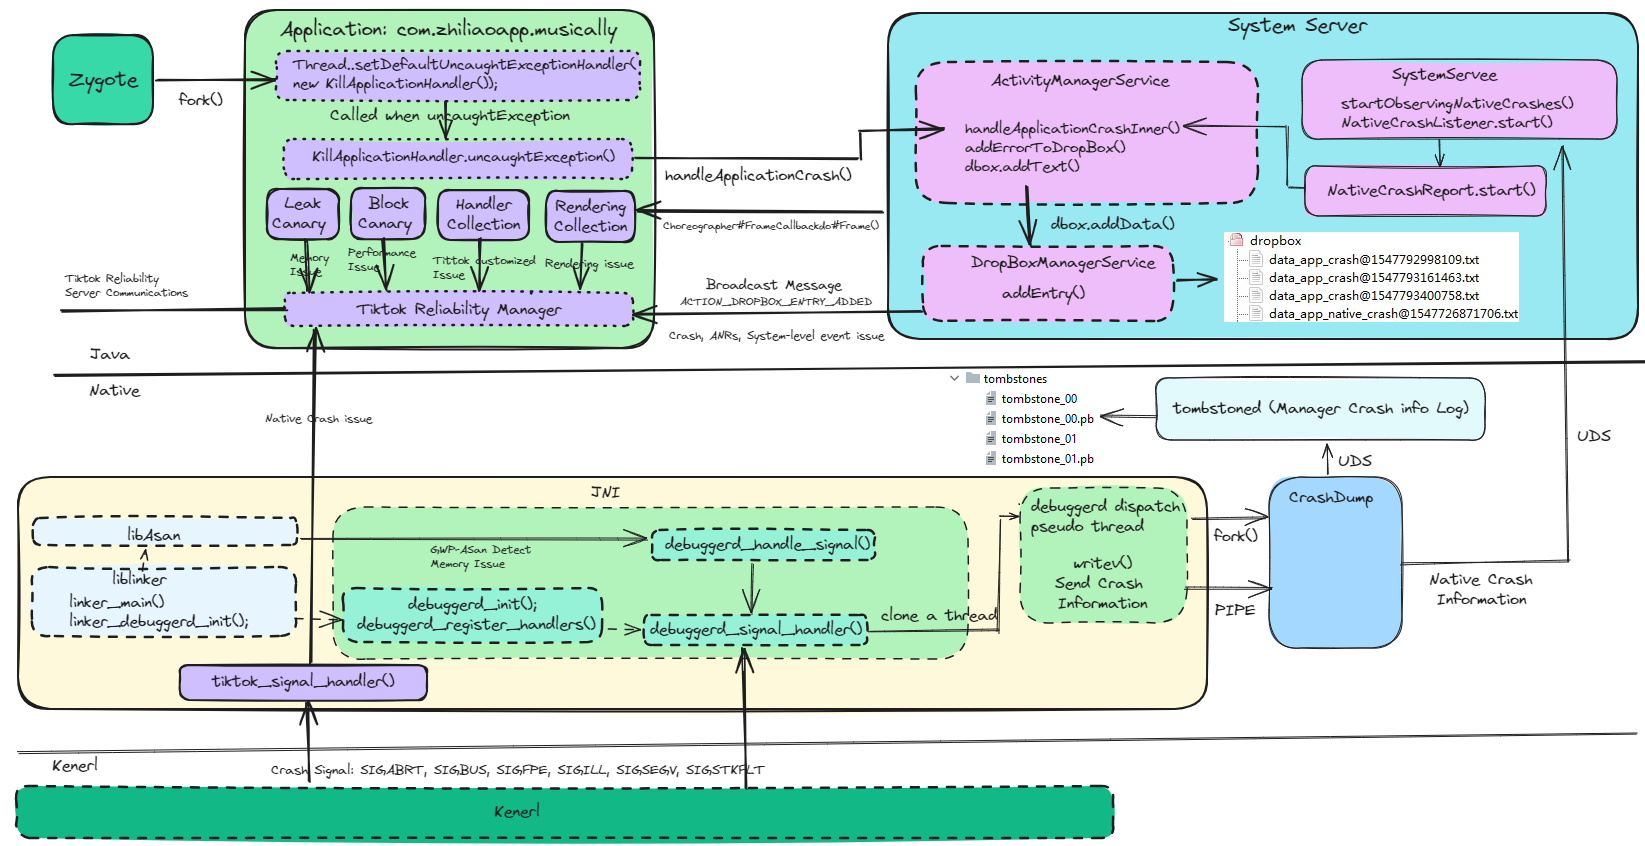 Zygote
fork()
Application: com.zhiliaoapp.musically
Thread..setDefaultUncaughtExceptionHandler(
new KillApplicationHandler());
Called when uncaughtException
KillApplicationHandler.uncaughtException()
handleApplicationCrash()
Leak
Canary
Block
Canary
Handler
Collection
Rendering
Collection
Memory
Issue
Performance
Issue
Tittok customized
Issue
Rendering issue
Choreographer#FrameCallbackdo#Frame()
Tiktok Reliability
Server Communications
Tiktok Reliability Manager
Broadcast Message
ACTION_DROPBOX_ENTRY_ADDED
Crash, ANRs, System-level event issue
System Server
ActivityManagerService
handleApplicationCrashInner()
addErrorToDropBox()
dbox.addText()
SystemServee
startObservingNativeCrashes()
NativeCrashListener.start()
NativeCrashReport.start()
dbox.addData()
DropBoxManagerService
addEntry()
dropbox
data_app_crash@1547792998109.txt
data_app_crash@1547793161463.txt
data_app_crash@1547793400758.txt
data_app_native_crash@1547726871706.txt
Java
Native
Native Crash issue
tombstones
tombstone_00
tombstone_00.pb
tombstone_01
tombstone_01.pb
tombstoned (Manager Crash info Log)
UDS
UDS
JNI
libAsan
liblinker
linker_main()
linker_debuggerd_init();
GWP-ASan Detect
Memory Issue
debuggerd_handle_signal()
debuggerd_init();
debuggerd_register_handlers()
debuggerd_signal_handler()
clone a thread
debuggerd dispatch
pseudo thread
writev()
Send Crash
Information
fork()
PIPE
CrashDump
Native Crash
Information
tiktok_signal_handler()
Kenerl
Crash Signal: SIGABRT, SIGBUS, SIGFPE, SIGILL, SIGSEGV, SIGSTKFLT
Kenerl